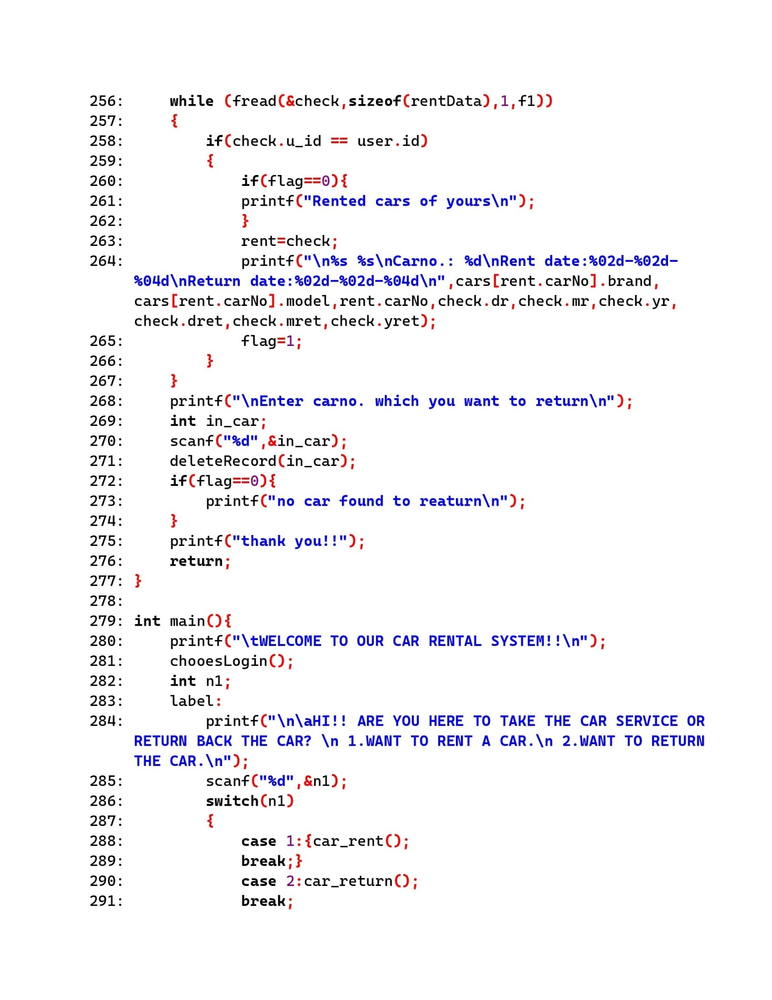 256:     while (fread(&check,sizeof(rentData),1,f1))
257:     {
258:         if(check.u_id == user.id)
259:         {
260:             if(flag==0){
261:             printf("Rented cars of yours\n");
262:             }
263:             rent=check;
264:             printf("\n%s %s\nCarno.: %d\nRent date:%02d-%02d-
%04d\nReturn date:%02d-%02d-%04d\n",cars[rent.carNo].brand,
cars[rent.carNo].model,rent.carNo,check.dr,check.mr,check.yr,
check.dret,check.mret,check.yret);
265:             flag=1;
266:         }
267:     }
268:     printf("\nEnter carno. which you want to return\n");
269:     int in_car;
270:     scanf("%d",&in_car);
271:     deleteRecord(in_car);
272:     if(flag==0){
273:         printf("no car found to reaturn\n");
274:     }
275:     printf("thank you!!");
276:     return;
277: }
278:
279: int main(){
280:     printf("\tWELCOME TO OUR CAR RENTAL SYSTEM!!\n");
281:     chooesLogin();
282:     int n1;
283:     label:
284:         printf("\n\aHI!! ARE YOU HERE TO TAKE THE CAR SERVICE OR
RETURN BACK THE CAR? \n 1.WANT TO RENT A CAR.\n 2.WANT TO RETURN
THE CAR.\n");
285:         scanf("%d",&n1);
286:         switch(n1)
287:         {
288:             case 1:{car_rent();
289:             break;}
290:             case 2:car_return();
291:             break;